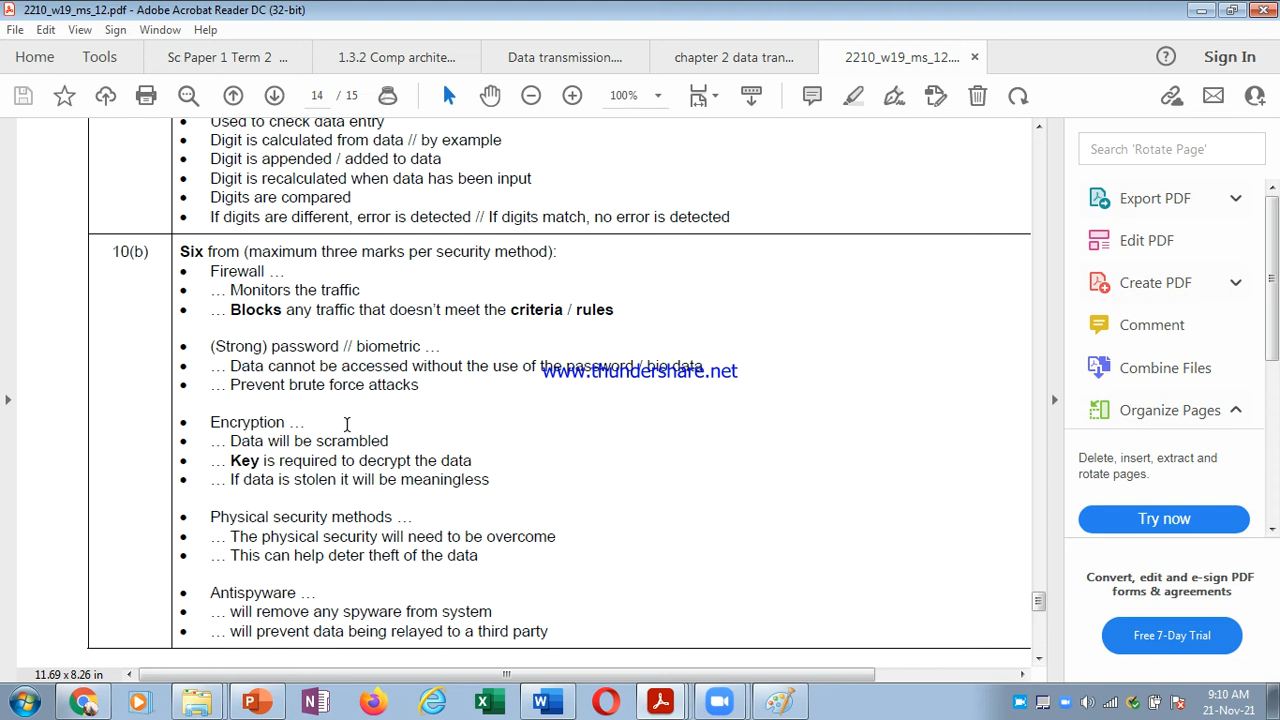 2210_w19_ms_12.pdf - Adobe Acrobat Reader DC (32-bit)
File Edit View Sign Window Help
Home Tools Sc Paper 1 Term 2 ... 1.3.2 Comp archite... Data transmission.... chapter 2 data tran... 2210_w19_ms_12.... Sign In
14 / 15 100%
Used to check data entry
Digit is calculated from data // by example
Digit is appended / added to data
Digit is recalculated when data has been input
Digits are compared
If digits are different, error is detected // If digits match, no error is detected
10(b) Six from (maximum three marks per security method):
Firewall …
… Monitors the traffic
… Blocks any traffic that doesn’t meet the criteria / rules
(Strong) password // biometric …
… Data cannot be accessed without the use of the password / bio data
www.thundershare.net
… Prevent brute force attacks
Encryption …
… Data will be scrambled
… Key is required to decrypt the data
… If data is stolen it will be meaningless
Physical security methods …
… The physical security will need to be overcome
… This can help deter theft of the data
Antispyware …
… will remove any spyware from system
… will prevent data being relayed to a third party
11.69 x 8.26 in
Search 'Rotate Page'
Export PDF
Edit PDF
Create PDF
Comment
Combine Files
Organize Pages
Delete, insert, extract and
rotate pages.
Try now
Convert, edit and e-sign PDF
forms & agreements
Free 7-Day Trial
9:10 AM
21-Nov-21